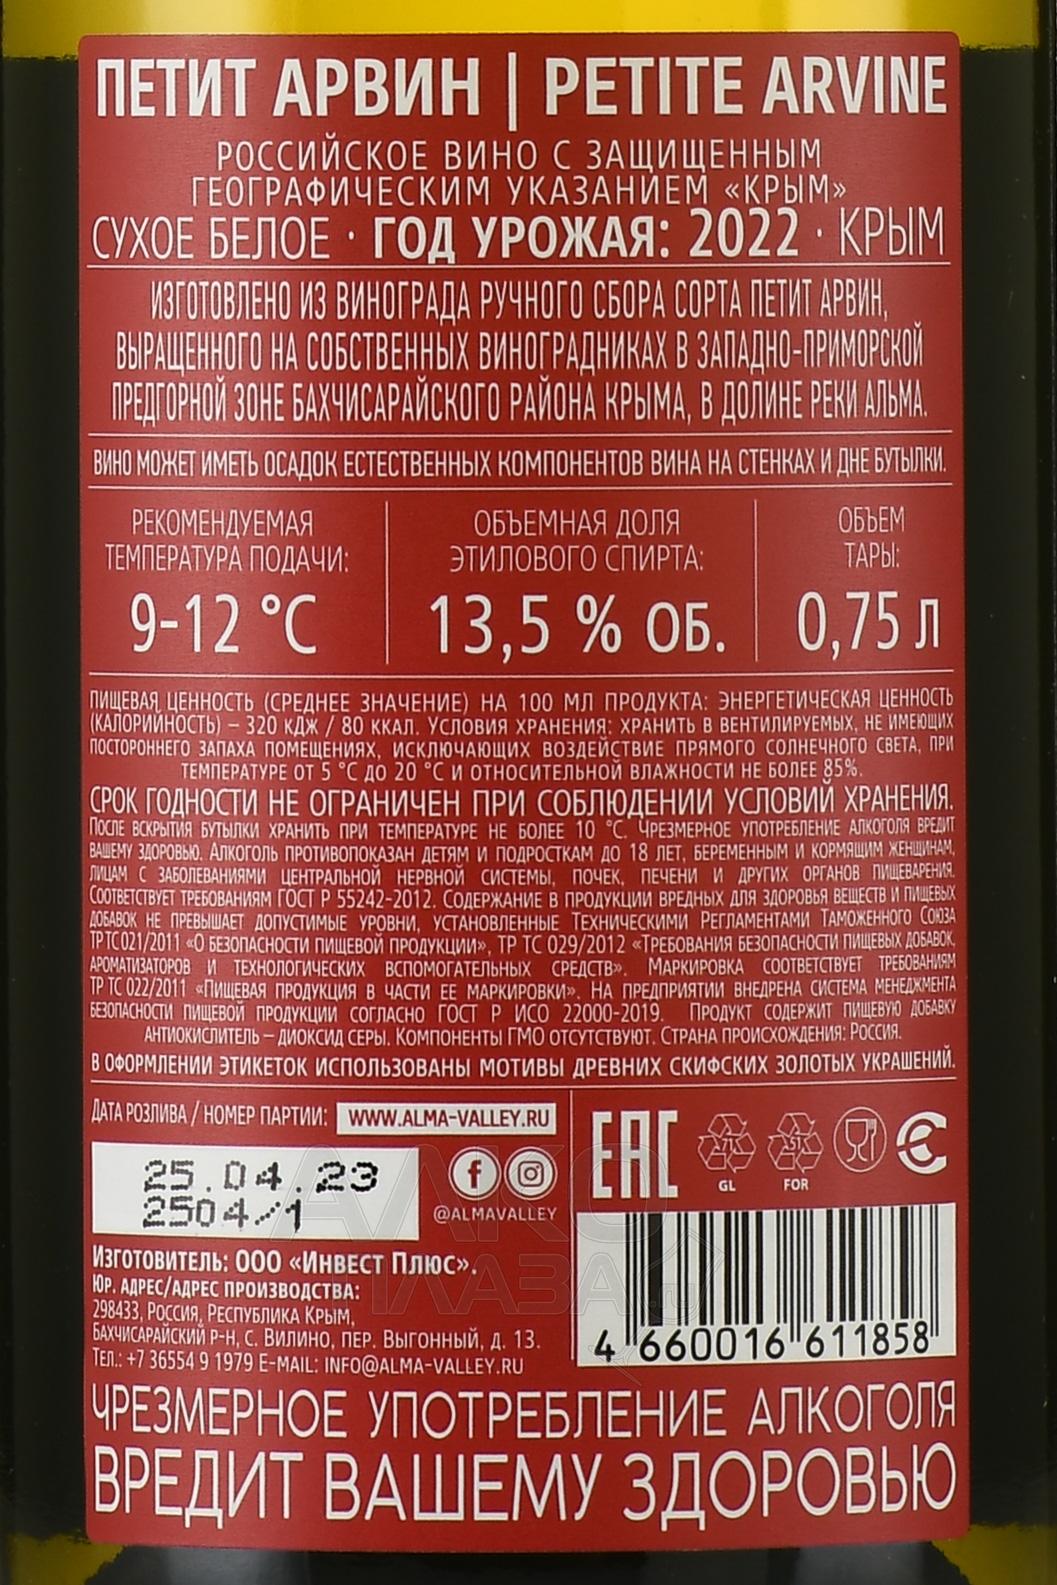 ПЕТИТ АРВИН | PETITE ARVINE
РОССИЙСКОЕ ВИНО С ЗАЩИЩЕННЫМ
ГЕОГРАФИЧЕСКИМ УКАЗАНИЕМ «КРЫМ»
СУХОЕ БЕЛОЕ · ГОД УРОЖАЯ: 2022 · КРЫМ
ИЗГОТОВЛЕНО ИЗ ВИНОГРАДА РУЧНОГО СБОРА СОРТА ПЕТИТ АРВИН,
ВЫРАЩЕННОГО НА СОБСТВЕННЫХ ВИНОГРАДНИКАХ В ЗАПАДНО-ПРИМОРСКОЙ
ПРЕДГОРНОЙ ЗОНЕ БАХЧИСАРАЙСКОГО РАЙОНА КРЫМА, В ДОЛИНЕ РЕКИ АЛЬМА.
ВИНО МОЖЕТ ИМЕТЬ ОСАДОК ЕСТЕСТВЕННЫХ КОМПОНЕНТОВ ВИНА НА СТЕНКАХ И ДНЕ БУТЫЛКИ.
РЕКОМЕНДУЕМАЯ
ТЕМПЕРАТУРА ПОДАЧИ:
9-12 °C
ОБЪЕМНАЯ ДОЛЯ
ЭТИЛОВОГО СПИРТА:
13,5 % ОБ.
ОБЪЕМ
ТАРЫ:
0,75 Л
ПИЩЕВАЯ ЦЕННОСТЬ (СРЕДНЕЕ ЗНАЧЕНИЕ) НА 100 МЛ ПРОДУКТА: ЭНЕРГЕТИЧЕСКАЯ ЦЕННОСТЬ
(КАЛОРИЙНОСТЬ) – 320 КДЖ / 80 ККАЛ. УСЛОВИЯ ХРАНЕНИЯ: ХРАНИТЬ В ВЕНТИЛИРУЕМЫХ, НЕ ИМЕЮЩИХ
ПОСТОРОННЕГО ЗАПАХА ПОМЕЩЕНИЯХ, ИСКЛЮЧАЮЩИХ ВОЗДЕЙСТВИЕ ПРЯМОГО СОЛНЕЧНОГО СВЕТА, ПРИ
ТЕМПЕРАТУРЕ ОТ 5 °C ДО 20 °C И ОТНОСИТЕЛЬНОЙ ВЛАЖНОСТИ НЕ БОЛЕЕ 85%.
СРОК ГОДНОСТИ НЕ ОГРАНИЧЕН ПРИ СОБЛЮДЕНИИ УСЛОВИЙ ХРАНЕНИЯ.
ПОСЛЕ ВСКРЫТИЯ БУТЫЛКИ ХРАНИТЬ ПРИ ТЕМПЕРАТУРЕ НЕ БОЛЕЕ 10 °C. ЧРЕЗМЕРНОЕ УПОТРЕБЛЕНИЕ АЛКОГОЛЯ ВРЕДИТ
ВАШЕМУ ЗДОРОВЬЮ. АЛКОГОЛЬ ПРОТИВОПОКАЗАН ДЕТЯМ И ПОДРОСТКАМ ДО 18 ЛЕТ, БЕРЕМЕННЫМ И КОРМЯЩИМ ЖЕНЩИНАМ,
ЛИЦАМ С ЗАБОЛЕВАНИЯМИ ЦЕНТРАЛЬНОЙ НЕРВНОЙ СИСТЕМЫ, ПОЧЕК, ПЕЧЕНИ И ДРУГИХ ОРГАНОВ ПИЩЕВАРЕНИЯ.
СООТВЕТСТВУЕТ ТРЕБОВАНИЯМ ГОСТ Р 55242-2012. СОДЕРЖАНИЕ В ПРОДУКЦИИ ВРЕДНЫХ ДЛЯ ЗДОРОВЬЯ ВЕЩЕСТВ И ПИЩЕВЫХ
ДОБАВОК НЕ ПРЕВЫШАЕТ ДОПУСТИМЫЕ УРОВНИ, УСТАНОВЛЕННЫЕ ТЕХНИЧЕСКИМИ РЕГЛАМЕНТАМИ ТАМОЖЕННОГО СОЮЗА
ТР ТС 021/2011 «О БЕЗОПАСНОСТИ ПИЩЕВОЙ ПРОДУКЦИИ», ТР ТС 029/2012 «ТРЕБОВАНИЯ БЕЗОПАСНОСТИ ПИЩЕВЫХ ДОБАВОК,
АРОМАТИЗАТОРОВ И ТЕХНОЛОГИЧЕСКИХ ВСПОМОГАТЕЛЬНЫХ СРЕДСТВ». МАРКИРОВКА СООТВЕТСТВУЕТ ТРЕБОВАНИЯМ
ТР ТС 022/2011 «ПИЩЕВАЯ ПРОДУКЦИЯ В ЧАСТИ ЕЕ МАРКИРОВКИ». НА ПРЕДПРИЯТИИ ВНЕДРЕНА СИСТЕМА МЕНЕДЖМЕНТА
БЕЗОПАСНОСТИ ПИЩЕВОЙ ПРОДУКЦИИ СОГЛАСНО ГОСТ Р ИСО 22000-2019. ПРОДУКТ СОДЕРЖИТ ПИЩЕВУЮ ДОБАВКУ
АНТИОКИСЛИТЕЛЬ – ДИОКСИД СЕРЫ. КОМПОНЕНТЫ ГМО ОТСУТСТВУЮТ. СТРАНА ПРОИСХОЖДЕНИЯ: РОССИЯ.
В ОФОРМЛЕНИИ ЭТИКЕТОК ИСПОЛЬЗОВАНЫ МОТИВЫ ДРЕВНИХ СКИФСКИХ ЗОЛОТЫХ УКРАШЕНИЙ.
ДАТА РОЗЛИВА / НОМЕР ПАРТИИ: WWW.ALMA-VALLEY.RU
25.04.23
2504/1
@ALMAVALLEY
EAC
71
GL
51
FOR
ИЗГОТОВИТЕЛЬ: ООО «ИНВЕСТ ПЛЮС».
ЮР. АДРЕС/АДРЕС ПРОИЗВОДСТВА:
298433, РОССИЯ, РЕСПУБЛИКА КРЫМ,
БАХЧИСАРАЙСКИЙ Р-Н, С. ВИЛИНО, ПЕР. ВЫГОННЫЙ, Д. 13.
ТЕЛ.: +7 36554 9 1979 E-MAIL: INFO@ALMA-VALLEY.RU
4 660016 611858
ЧРЕЗМЕРНОЕ УПОТРЕБЛЕНИЕ АЛКОГОЛЯ
ВРЕДИТ ВАШЕМУ ЗДОРОВЬЮ
АЛКО
ПЛАЗА.ru